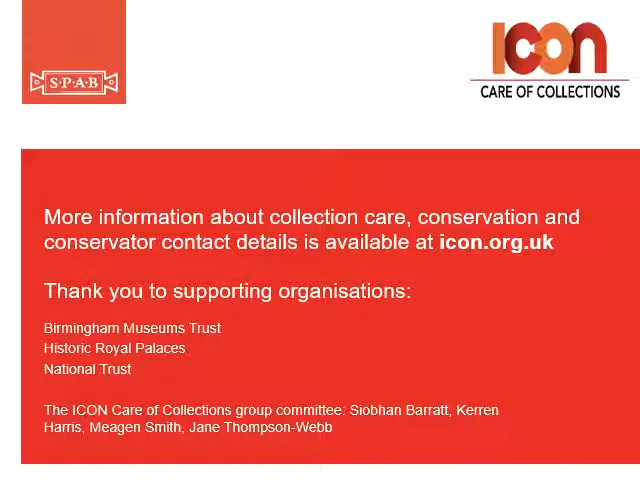 S·P·A·B
icon
CARE OF COLLECTIONS
More information about collection care, conservation and
conservator contact details is available at icon.org.uk
Thank you to supporting organisations:
Birmingham Museums Trust
Historic Royal Palaces
National Trust
The ICON Care of Collections group committee: Siobhan Barratt, Kerren
Harris, Meagen Smith, Jane Thompson-Webb